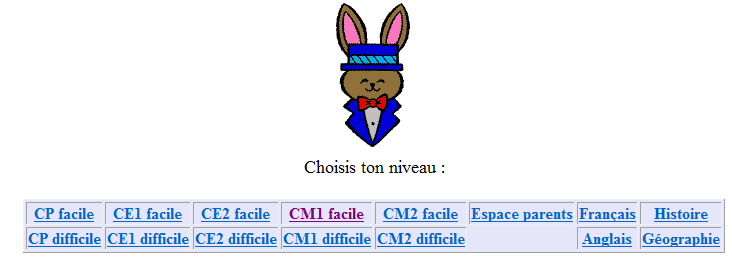 Choisis ton niveau :
CP facile CE1 facile CE2 facile CM1 facile CM2 facile Espace parents Français Histoire
CP difficile CE1 difficile CE2 difficile CM1 difficile CM2 difficile Anglais Géographie